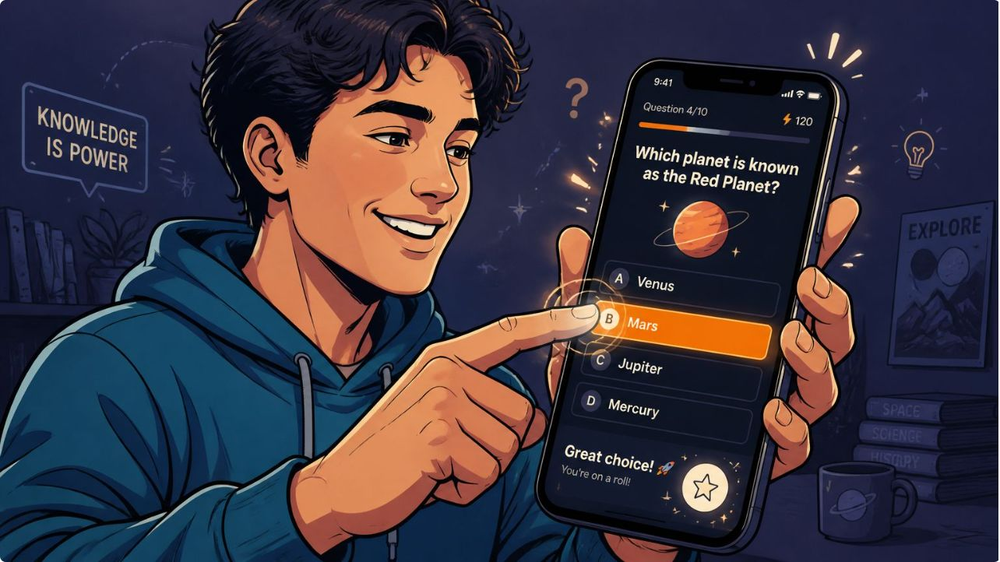 KNOWLEDGE
IS POWER
9:41
Question 4/10
120
Which planet is known
as the Red Planet?
A Venus
B Mars
C Jupiter
D Mercury
Great choice! 🚀
You're on a roll!
?
EXPLORE
SPACE
SCIENCE
HISTORY